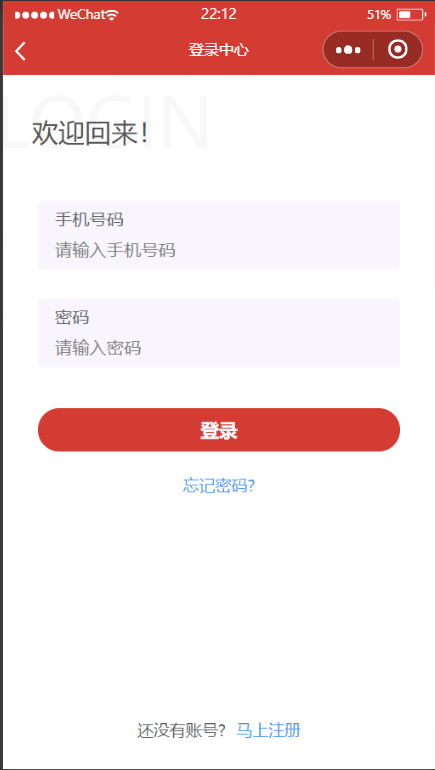 WeChat 22:12 51%
登录中心
LOGIN
欢迎回来!
手机号码
请输入手机号码
密码
请输入密码
登录
忘记密码?
还没有账号? 马上注册